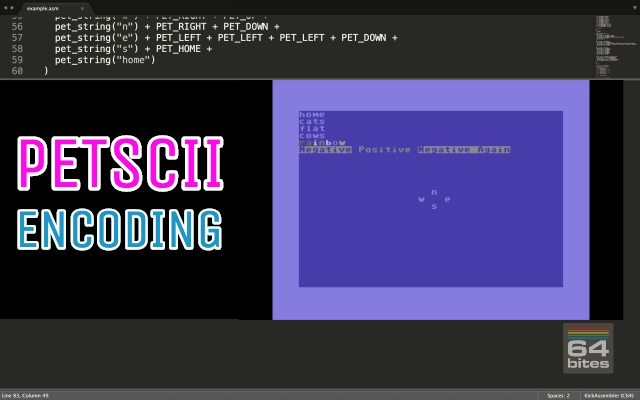 example.asm
55
56 pet_string("n") + PET_RIGHT + PET_DOWN +
57 pet_string("e") + PET_LEFT + PET_LEFT + PET_LEFT + PET_DOWN +
58 pet_string("s") + PET_HOME +
59 pet_string("home")
60 )
PETSCII
ENCODING
home
cats
flat
cows
rainbow
Negative Positive Negative Again
n
w e
s
64
bites
Line 83, Column 49
Spaces: 2
KickAssembler (C64)